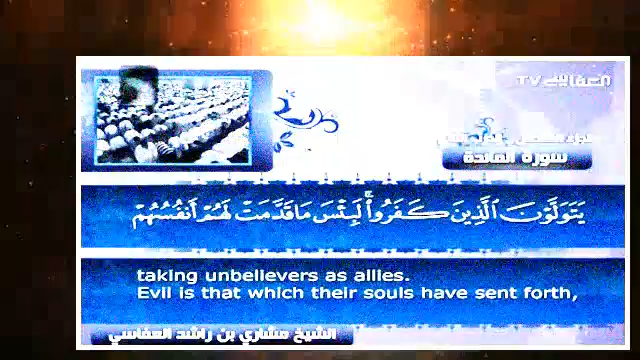 العفاسي TV
سورة المائدة
يَتَوَلَّوْنَ الَّذِينَ كَفَرُوا۟ ۚ لَبِئْسَ مَا قَدَّمَتْ لَهُمْ أَنفُسُهُمْ
taking unbelievers as allies.
Evil is that which their souls have sent forth,
الشيخ مشاري بن راشد العفاسي